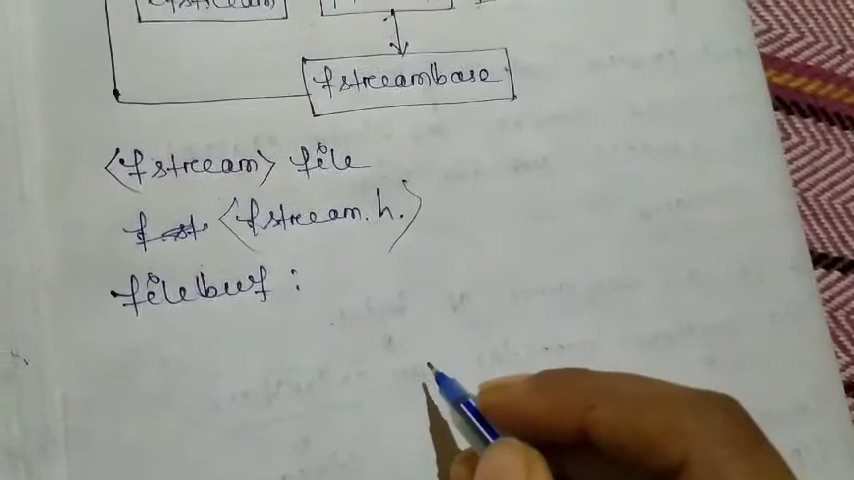 fstreambase
<fstream> file
<fstream.h.>
filebuf :